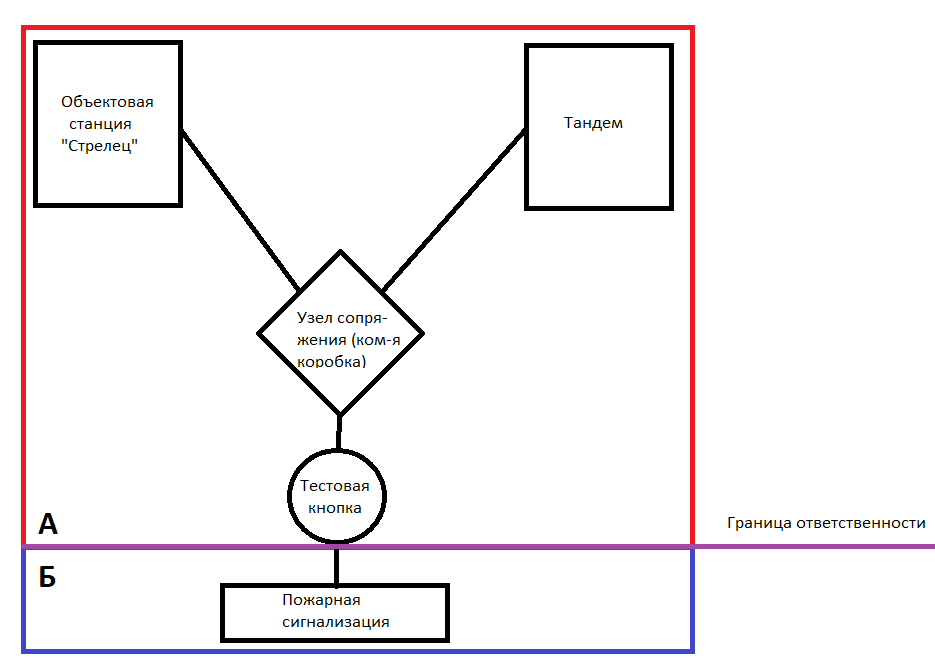 Объектовая
станция
"Стрелец"
Тандем
Узел сопря-
жения (ком-я
коробка)
Тестовая
кнопка
А
Граница ответственности
Б
Пожарная
сигнализация